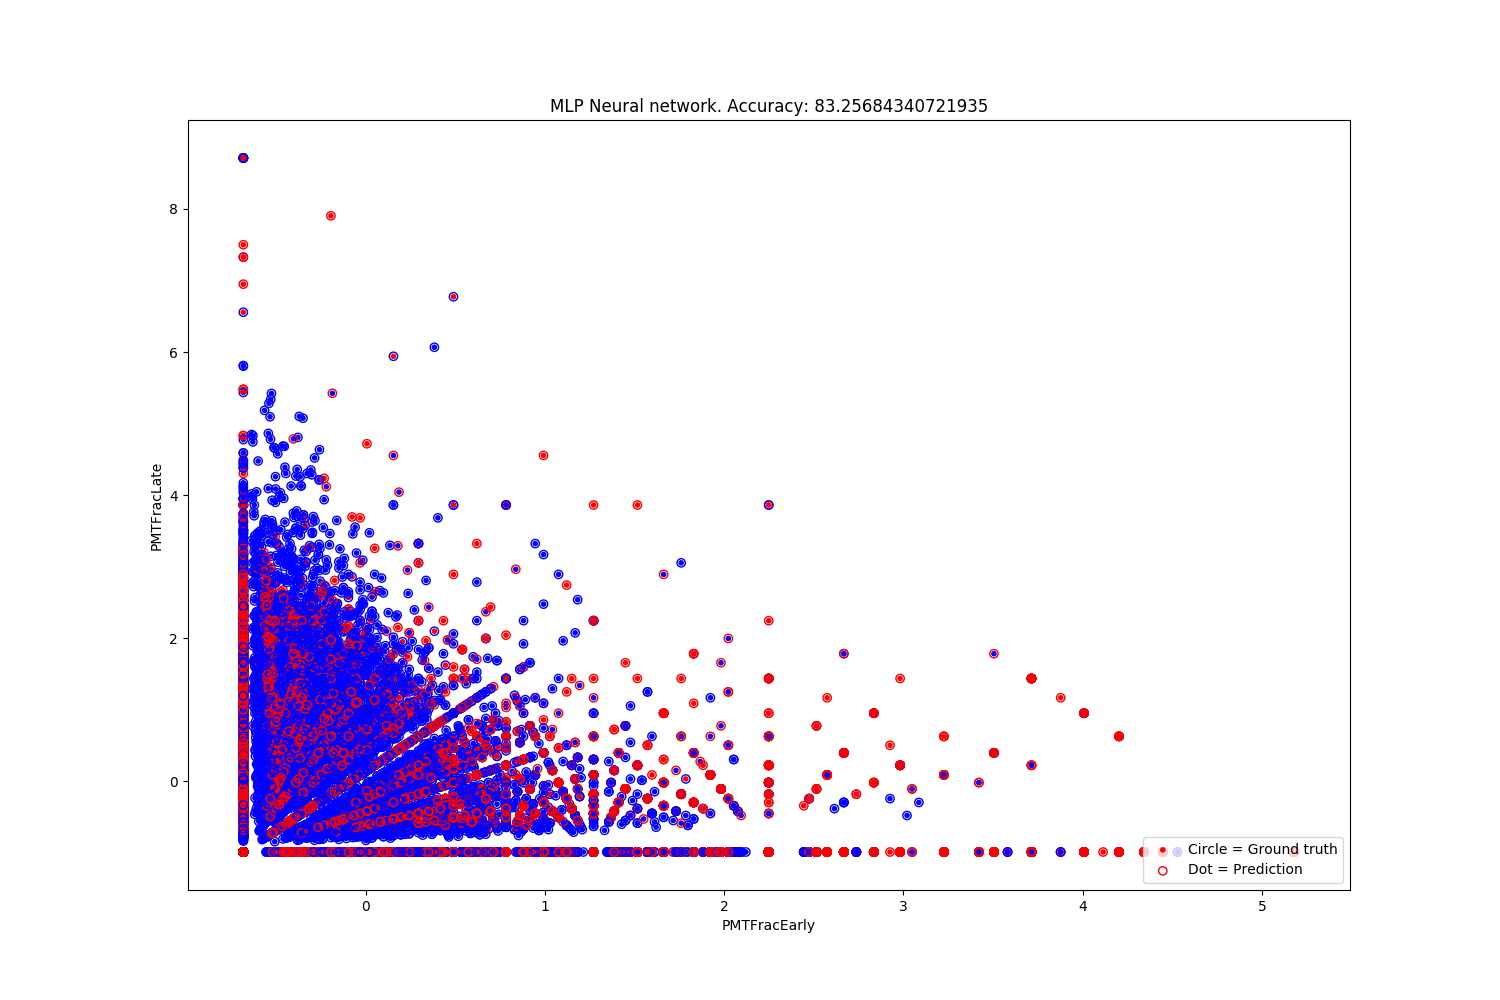 MLP Neural network. Accuracy: 83.25684340721935
8
6
4
2
0
PMTFracLate
0 1 2 3 4 5
PMTFracEarly
Circle = Ground truth
Dot = Prediction